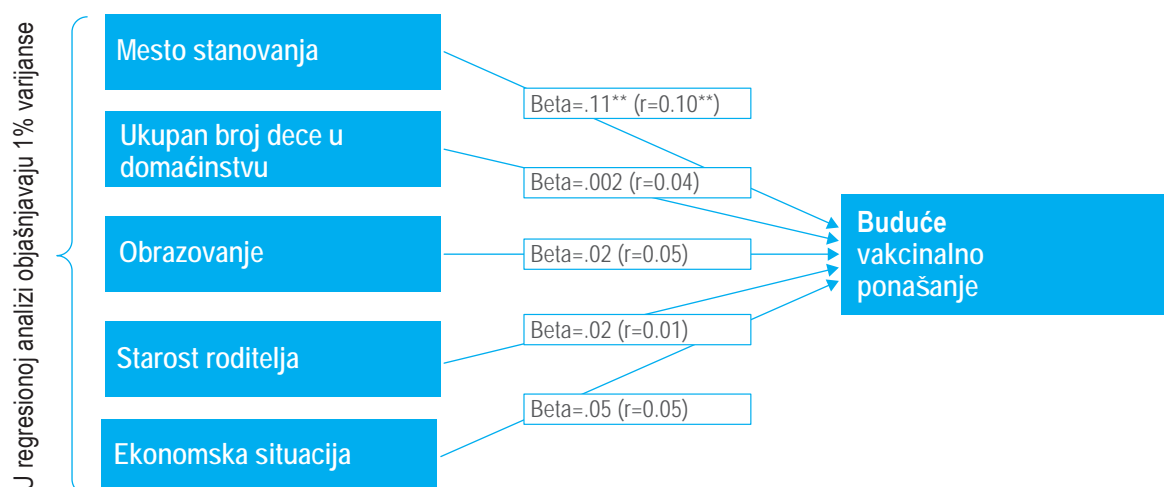 U regresionoj analizi objašnjavaju 1% varijanse
Mesto stanovanja
Beta=.11** (r=0.10**)
Ukupan broj dece u
domaćinstvu
Beta=.002 (r=0.04)
Obrazovanje
Beta=.02 (r=0.05)
Starost roditelja
Beta=.02 (r=0.01)
Ekonomska situacija
Beta=.05 (r=0.05)
Buduće
vakcinalno
ponašanje